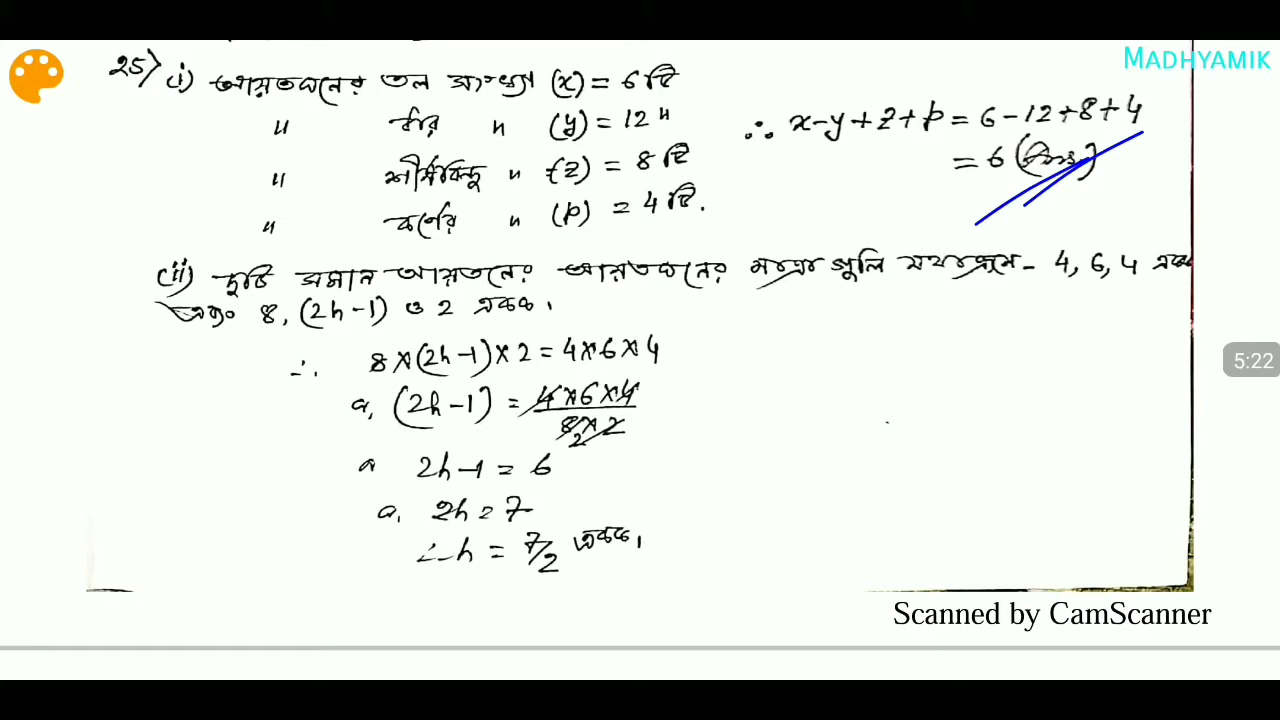 MADHYAMIK
25) (i) আয়তঘনের তল সংখ্যা (x) = 6 টি
" ধার " (y) = 12 "
" শীর্ষবিন্দু " (z) = 8 টি
" কর্ণের " (p) = 4 টি.
∴ x-y+z+p = 6-12+8+4
= 6 (Ans.)
(ii) দুটি সমান আয়তনের আয়তঘনের মাত্রা গুলি যথাক্রমে - 4, 6, 4 একক
এবং 8, (2h-1) ও 2 একক।
∴ 8×(2h-1)×2 = 4×6×4
a, (2h-1) = 4×6×4
8×2
2
a 2h-1 = 6
a, 2h = 7
∴ h = 7/2 একক।
5:22
Scanned by CamScanner